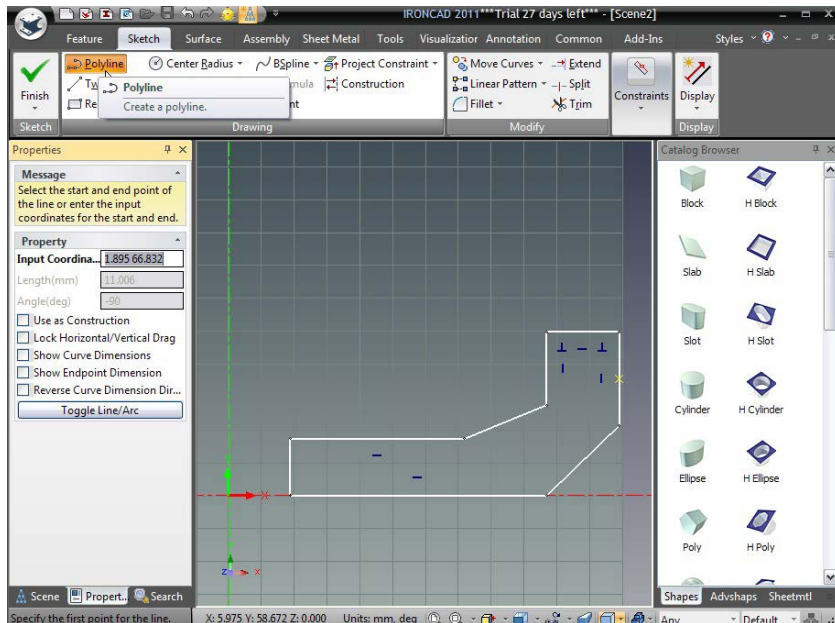 IRONCAD 2011***Trial 27 days left*** - [Scene2]
Feature Sketch Surface Assembly Sheet Metal Tools Visualization Annotation Common Add-Ins Styles
Polyline Center Radius BSpline Project Constraint Move Curves Extend
Finish Tw Polyline mula Construction Linear Pattern Split Constraints Display
Re Create a polyline. nt Fillet Trim
Sketch Drawing Modify Display
Properties
Message
Select the start and end point of
the line or enter the input
coordinates for the start and end.
Property
Input Coordina... 1.895 66.832
Length(mm) 11.006
Angle(deg) -90
Use as Construction
Lock Horizontal/Vertical Drag
Show Curve Dimensions
Show Endpoint Dimension
Reverse Curve Dimension Dir...
Toggle Line/Arc
X
Z X
Catalog Browser
Block H Block
Slab H Slab
Slot H Slot
Cylinder H Cylinder
Ellipse H Ellipse
Poly H Poly
Scene Propert... Search
Shapes Advshaps Sheetmtl
Specify the first point for the line. X: 5.975 Y: 58.672 Z: 0.000 Units: mm, deg Any Default